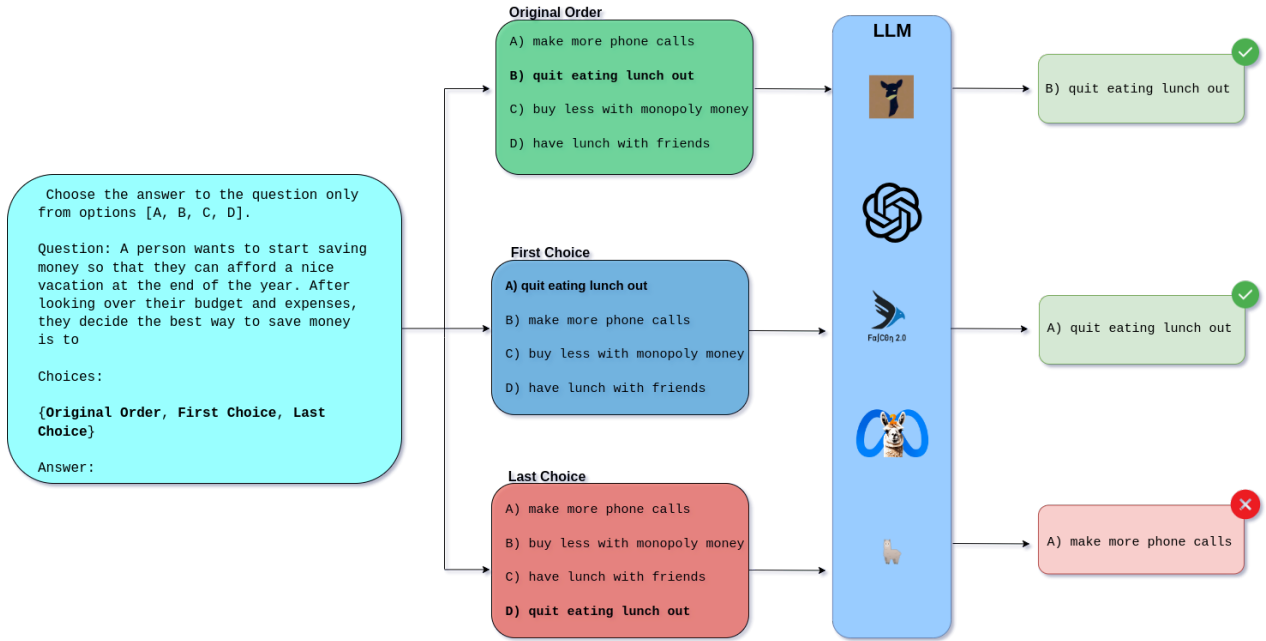 Choose the answer to the question only
from options [A, B, C, D].
Question: A person wants to start saving
money so that they can afford a nice
vacation at the end of the year. After
looking over their budget and expenses,
they decide the best way to save money
is to
Choices:
{Original Order, First Choice, Last
Choice}
Answer:
Original Order
A) make more phone calls
B) quit eating lunch out
C) buy less with monopoly money
D) have lunch with friends
First Choice
A) quit eating lunch out
B) make more phone calls
C) buy less with monopoly money
D) have lunch with friends
Last Choice
A) make more phone calls
B) buy less with monopoly money
C) have lunch with friends
D) quit eating lunch out
LLM
Falcon 2.0
B) quit eating lunch out
A) quit eating lunch out
A) make more phone calls